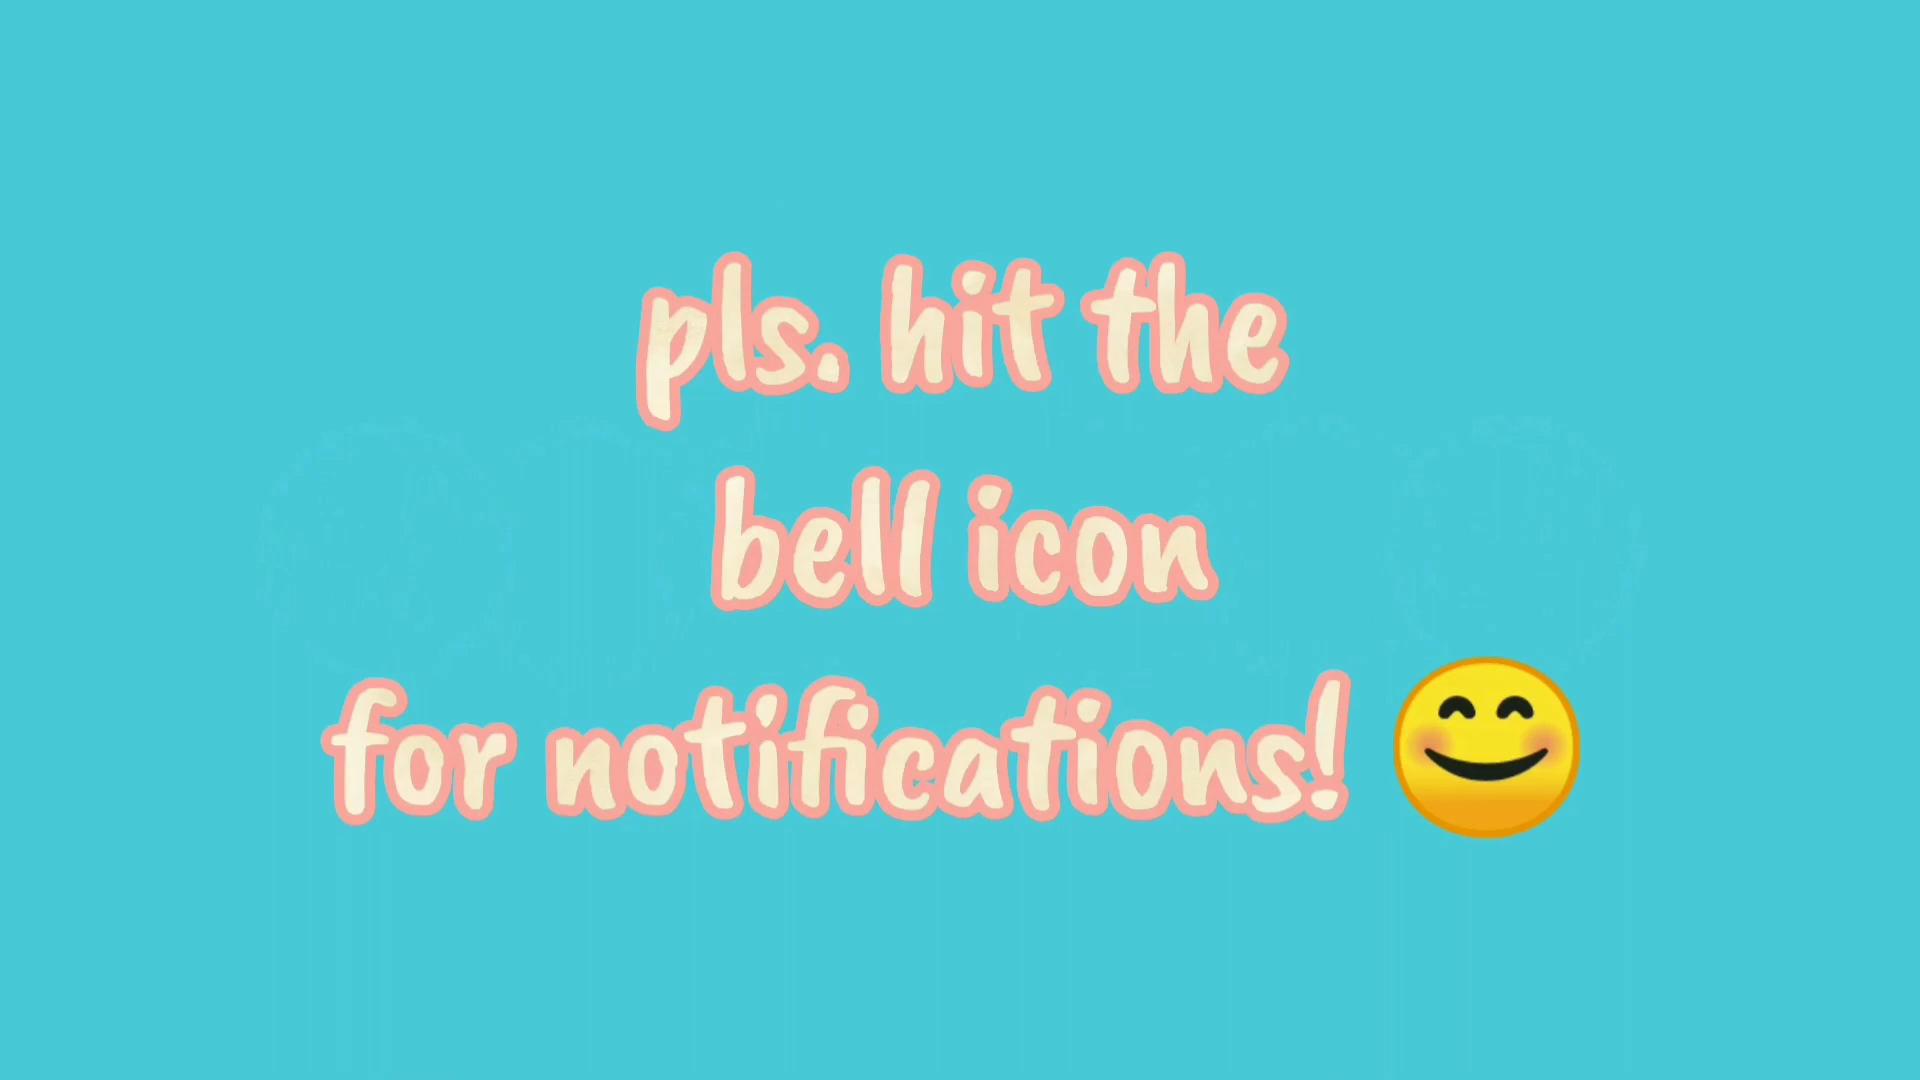 pls. hit the
bell icon
for notifications! 😊